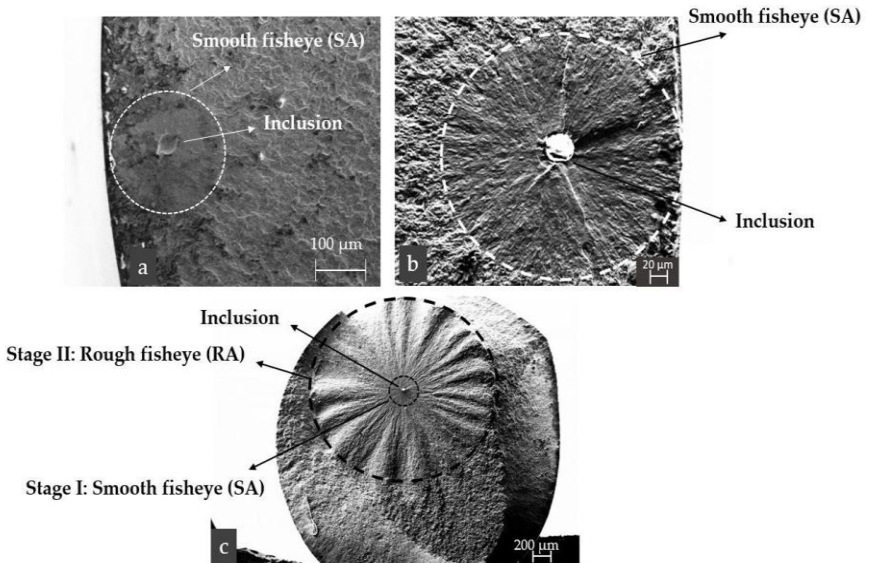 Smooth fisheye (SA)
Inclusion
100 µm
a
Smooth fisheye (SA)
Inclusion
20 µm
b
Inclusion
Stage II: Rough fisheye (RA)
Stage I: Smooth fisheye (SA)
200 µm
c